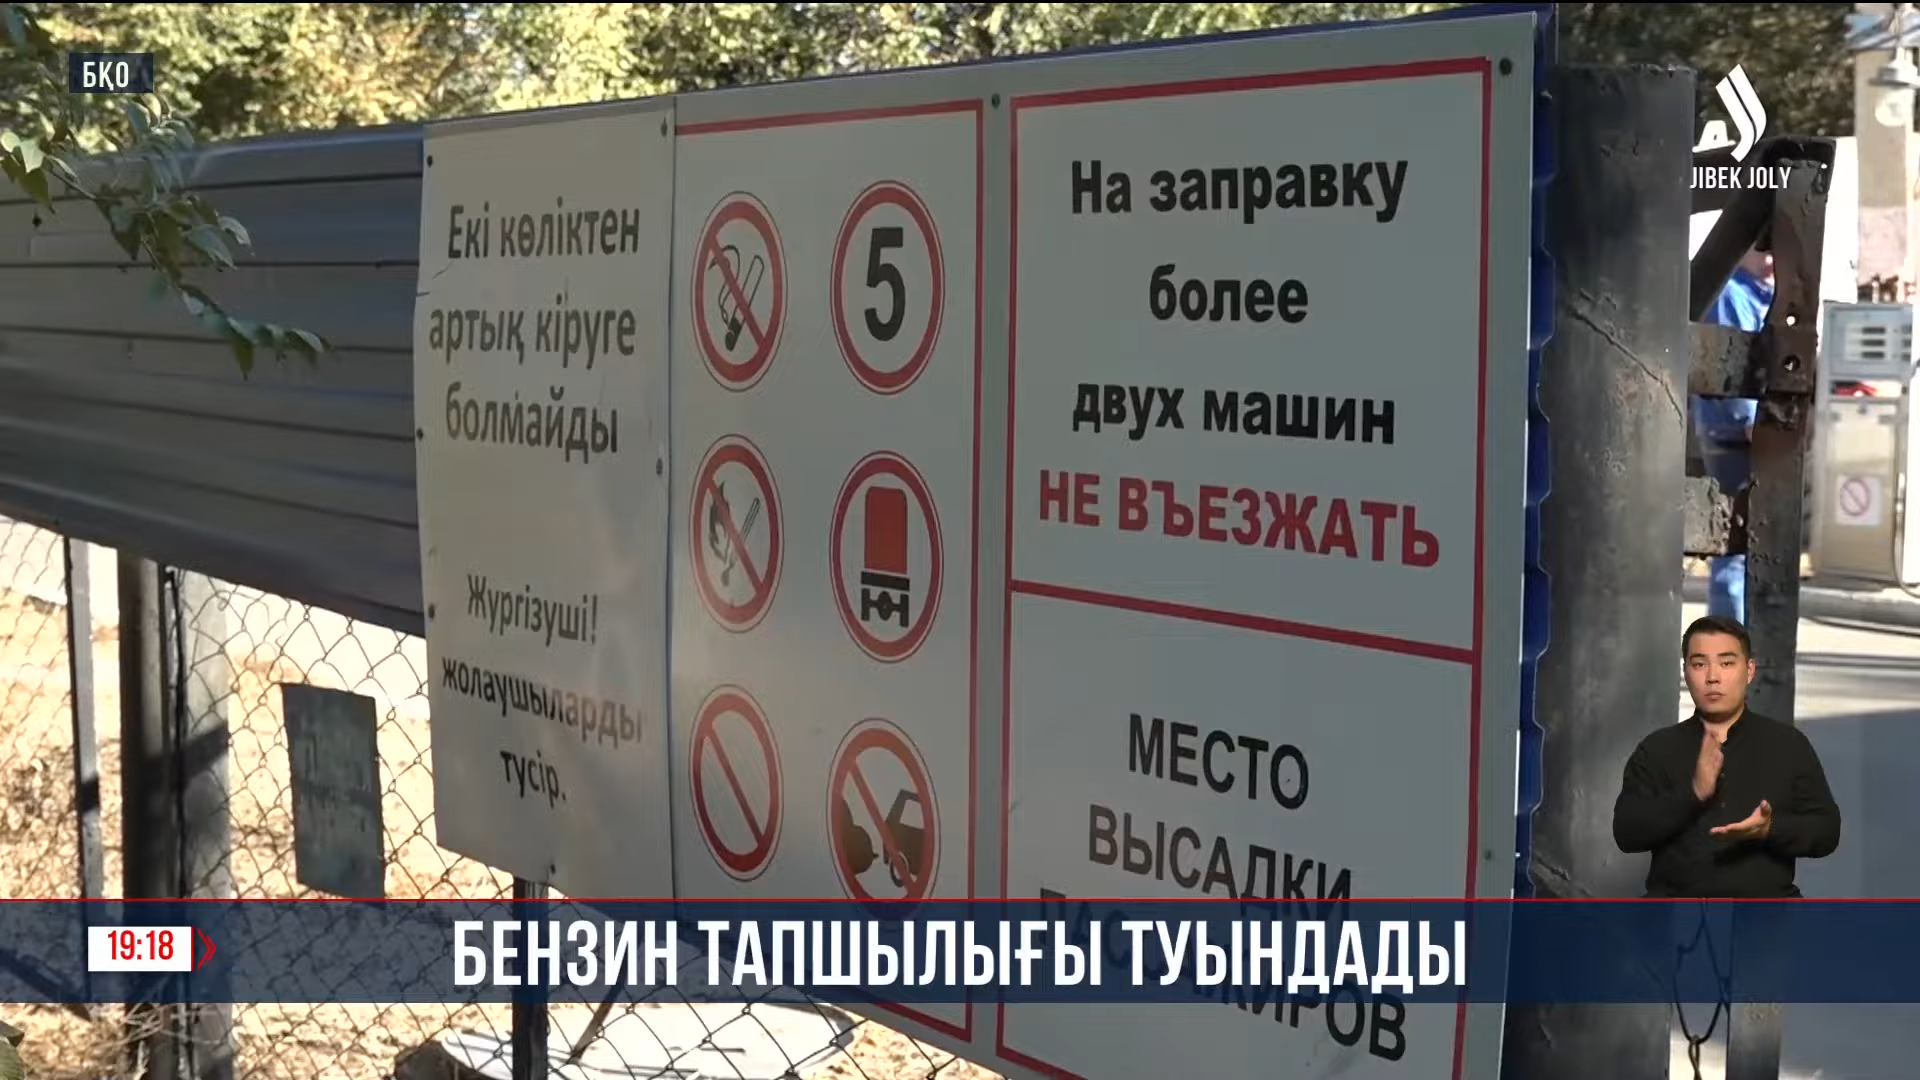 БҚО
JIBEK JOLY
Екі көліктен
артық кіруге
болмайды
Жүргізуші!
жолаушыларды
түсір.
5
На заправку
более
двух машин
НЕ ВЪЕЗЖАТЬ
МЕСТО
ВЫСАДКИ
19:18
БЕНЗИН ТАПШЫЛЫҒЫ ТУЫНДАДЫ